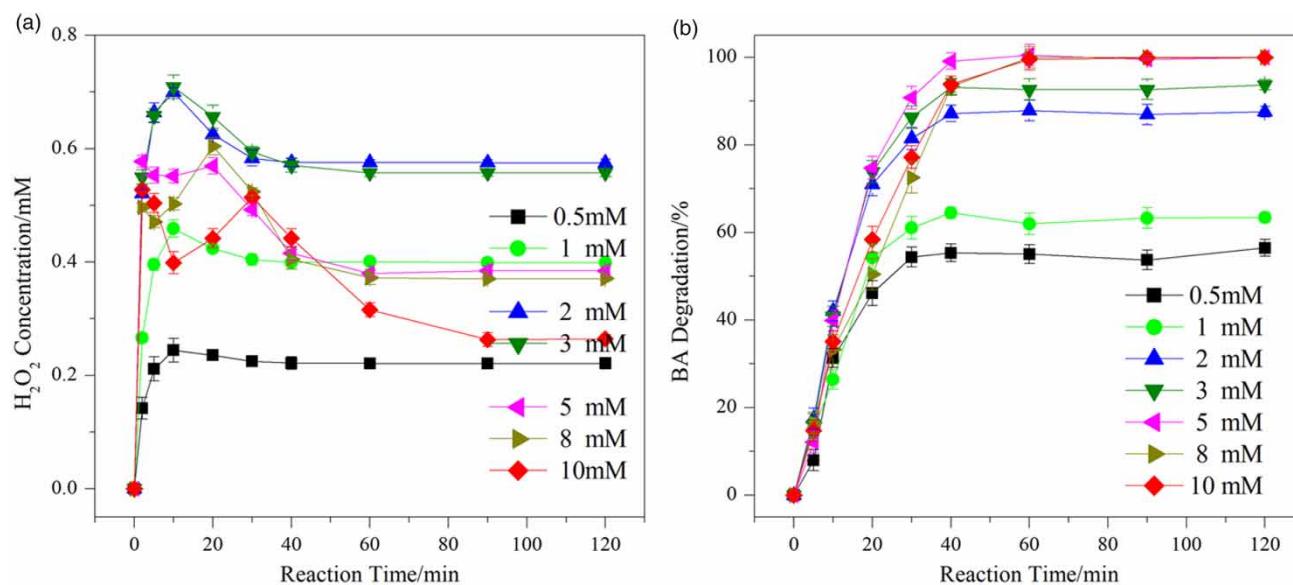 (a)
0.8
0.6
0.4
0.2
0.0
H₂O₂ Concentration/mM
0.5mM
1 mM
2 mM
3 mM
5 mM
8 mM
10mM
0 20 40 60 80 100 120
Reaction Time/min
(b)
100
80
60
40
20
0
BA Degradation/%
0.5mM
1 mM
2 mM
3 mM
5 mM
8 mM
10 mM
0 20 40 60 80 100 120
Reaction Time/min